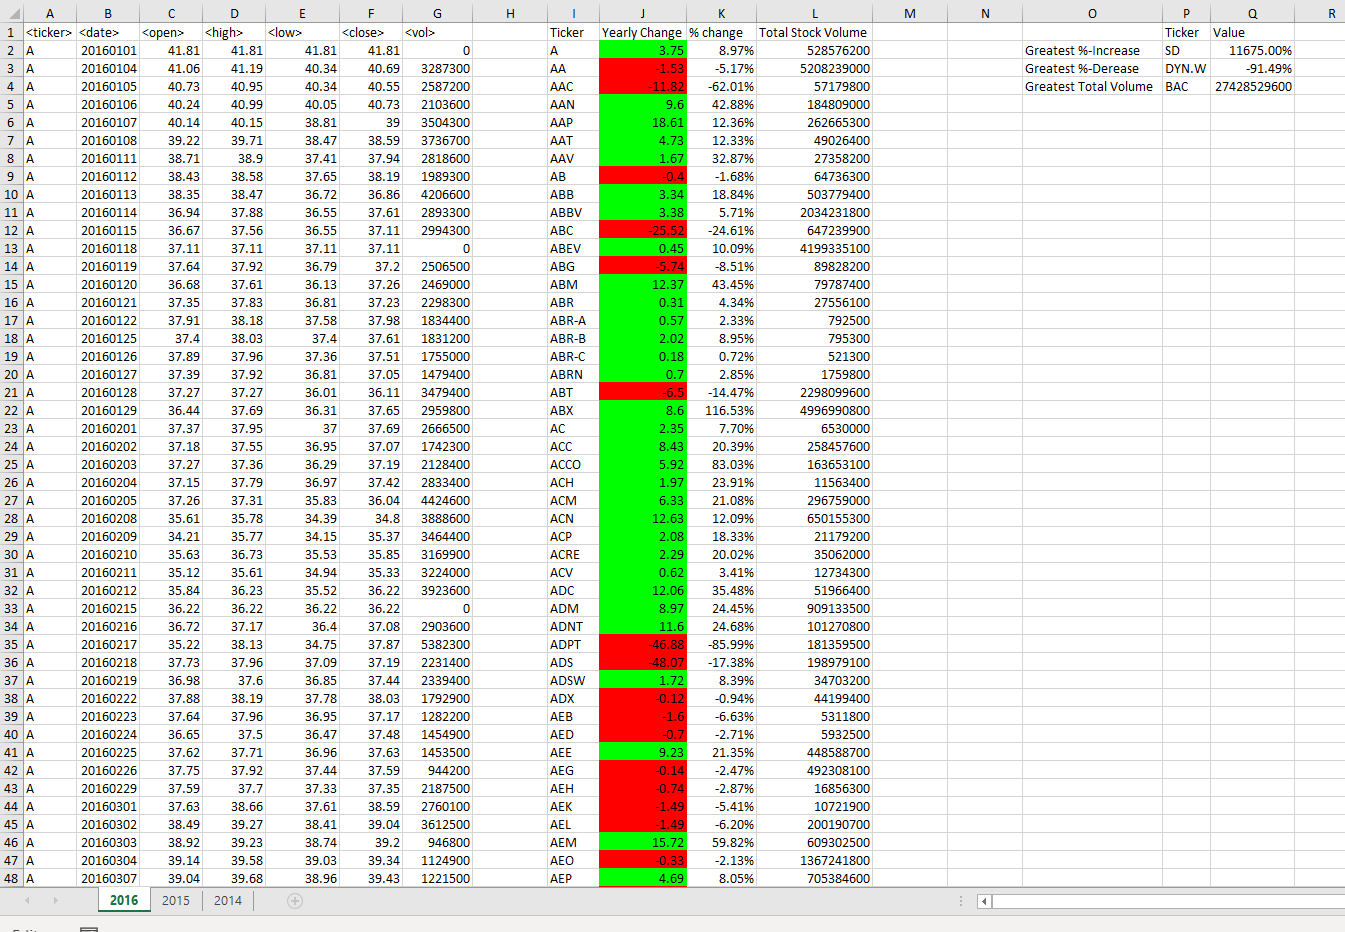 A B C D E F G H I J K L M N O P Q R
1 <ticker> <date> <open> <high> <low> <close> <vol> Ticker Yearly Change % change Total Stock Volume Ticker Value
2 A 20160101 41.81 41.81 41.81 41.81 0 A 3.75 8.97% 528576200 Greatest %-Increase SD 11675.00%
3 A 20160104 41.06 41.19 40.34 40.69 3287300 AA -1.53 -5.17% 5208239000 Greatest %-Derease DYN.W -91.49%
4 A 20160105 40.73 40.95 40.34 40.55 2587200 AAC -11.82 -62.01% 57179800 Greatest Total Volume BAC 27428529600
5 A 20160106 40.24 40.99 40.05 40.73 2103600 AAN 9.6 42.88% 184809000
6 A 20160107 40.14 40.15 38.81 39 3504300 AAP 18.61 12.36% 262665300
7 A 20160108 39.22 39.71 38.47 38.59 3736700 AAT 4.73 12.33% 49026400
8 A 20160111 38.71 38.9 37.41 37.94 2818600 AAV 1.67 32.87% 27358200
9 A 20160112 38.43 38.58 37.65 38.19 1989300 AB -0.4 -1.68% 64736300
10 A 20160113 38.35 38.47 36.72 36.86 4206600 ABB 3.34 18.84% 503779400
11 A 20160114 36.94 37.88 36.55 37.61 2893300 ABBV 3.38 5.71% 2034231800
12 A 20160115 36.67 37.56 36.55 37.11 2994300 ABC -25.52 -24.61% 647239900
13 A 20160118 37.11 37.11 37.11 37.11 0 ABEV 0.45 10.09% 4199335100
14 A 20160119 37.64 37.92 36.79 37.2 2506500 ABG -5.74 -8.51% 89828200
15 A 20160120 36.68 37.61 36.13 37.26 2469000 ABM 12.37 43.45% 79787400
16 A 20160121 37.35 37.83 36.81 37.23 2298300 ABR 0.31 4.34% 27556100
17 A 20160122 37.91 38.18 37.58 37.98 1834400 ABR-A 0.57 2.33% 792500
18 A 20160125 37.4 38.03 37.4 37.61 1831200 ABR-B 2.02 8.95% 795300
19 A 20160126 37.89 37.96 37.36 37.51 1755000 ABR-C 0.18 0.72% 521300
20 A 20160127 37.39 37.92 36.81 37.05 1479400 ABRN 0.7 2.85% 1759800
21 A 20160128 37.27 37.27 36.01 36.11 3479400 ABT -6.5 -14.47% 2298099600
22 A 20160129 36.44 37.69 36.31 37.65 2959800 ABX 8.6 116.53% 4996990800
23 A 20160201 37.37 37.95 37 37.69 2666500 AC 2.35 7.70% 6530000
24 A 20160202 37.18 37.55 36.95 37.07 1742300 ACC 8.43 20.39% 258457600
25 A 20160203 37.27 37.36 36.29 37.19 2128400 ACCO 5.92 83.03% 163653100
26 A 20160204 37.15 37.79 36.97 37.42 2833400 ACH 1.97 23.91% 11563400
27 A 20160205 37.26 37.31 35.83 36.04 4424600 ACM 6.33 21.08% 296759000
28 A 20160208 35.61 35.78 34.39 34.8 3888600 ACN 12.63 12.09% 650155300
29 A 20160209 34.21 35.77 34.15 35.37 3464400 ACP 2.08 18.33% 21179200
30 A 20160210 35.63 36.73 35.53 35.85 3169900 ACRE 2.29 20.02% 35062000
31 A 20160211 35.12 35.61 34.94 35.33 3224000 ACV 0.62 3.41% 12734300
32 A 20160212 35.84 36.23 35.52 36.22 3923600 ADC 12.06 35.48% 51966400
33 A 20160215 36.22 36.22 36.22 36.22 0 ADM 8.97 24.45% 909133500
34 A 20160216 36.72 37.17 36.4 37.08 2903600 ADNT 11.6 24.68% 101270800
35 A 20160217 35.22 38.13 34.75 37.87 5382300 ADPT -46.88 -85.99% 181359500
36 A 20160218 37.73 37.96 37.09 37.19 2231400 ADS -48.07 -17.38% 198979100
37 A 20160219 36.98 37.6 36.85 37.44 2339400 ADSW 1.72 8.39% 34703200
38 A 20160222 37.88 38.19 37.78 38.03 1792900 ADX -0.12 -0.94% 44199400
39 A 20160223 37.64 37.96 36.95 37.17 1282200 AEB -1.6 -6.63% 5311800
40 A 20160224 36.65 37.5 36.47 37.48 1454900 AED -0.7 -2.71% 5932500
41 A 20160225 37.62 37.71 36.96 37.63 1453500 AEE 9.23 21.35% 448588700
42 A 20160226 37.75 37.92 37.44 37.59 944200 AEG -0.14 -2.47% 492308100
43 A 20160229 37.59 37.7 37.33 37.35 2187500 AEH -0.74 -2.87% 16856300
44 A 20160301 37.63 38.66 37.61 38.59 2760100 AEK -1.49 -5.41% 10721900
45 A 20160302 38.49 39.27 38.41 39.04 3612500 AEL -1.49 -6.20% 200190700
46 A 20160303 38.92 39.23 38.74 39.2 946800 AEM 15.72 59.82% 609302500
47 A 20160304 39.14 39.58 39.03 39.34 1124900 AEO -0.33 -2.13% 1367241800
48 A 20160307 39.04 39.68 38.96 39.43 1221500 AEP 4.69 8.05% 705384600
2016 2015 2014